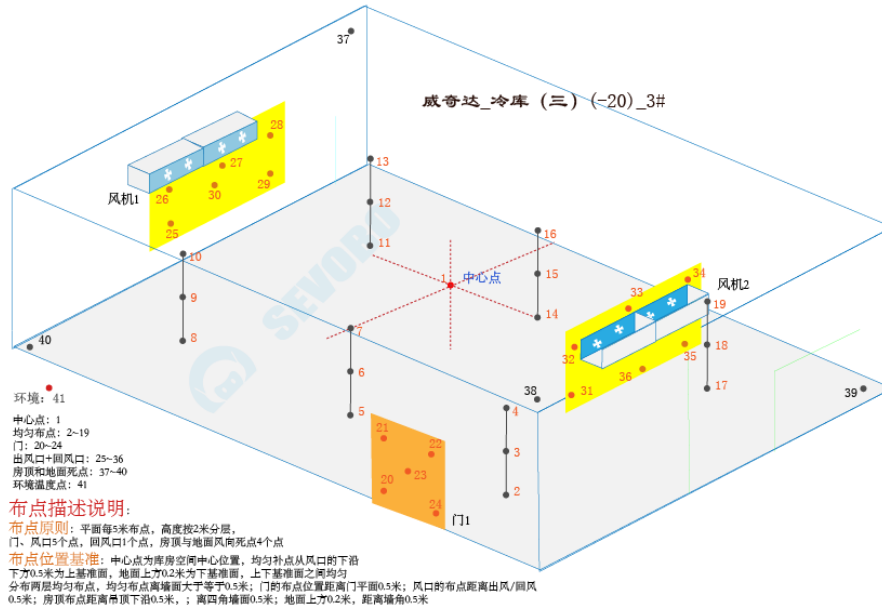 37
威奇达_冷库（三）(-20)_3#
28
27
13
29
26
30
风机1
12
25
16
11
10
1
中心点
15
34
风机2
9
33
19
14
7
8
32
18
35
40
6
36
17
31
38
39
环境：41
5
4
中心点：1
均匀布点：2~19
门：20~24
出风口+回风口：25~36
房顶和地面死点：37~40
环境温度点：41
21
22
3
23
20
2
24
门1
SEVORO
布点描述说明：
布点原则：平面每5米布点，高度按2米分层，
门、风口5个点，回风口1个点，房顶与地面风向死点4个点
布点位置基准：中心点为库房空间中心位置，均匀补点从风口的下沿
下方0.5米为上基准面，地面上方0.2米为下基准面，上下基准面之间均匀
分布两层均匀布点，均匀布点离墙面大于等于0.5米；门的布点位置距离门平面0.5米；风口的布点距离出风/回风
0.5米；房顶布点距离吊顶下沿0.5米，；离四角墙面0.5米；地面上方0.2米，距离墙角0.5米